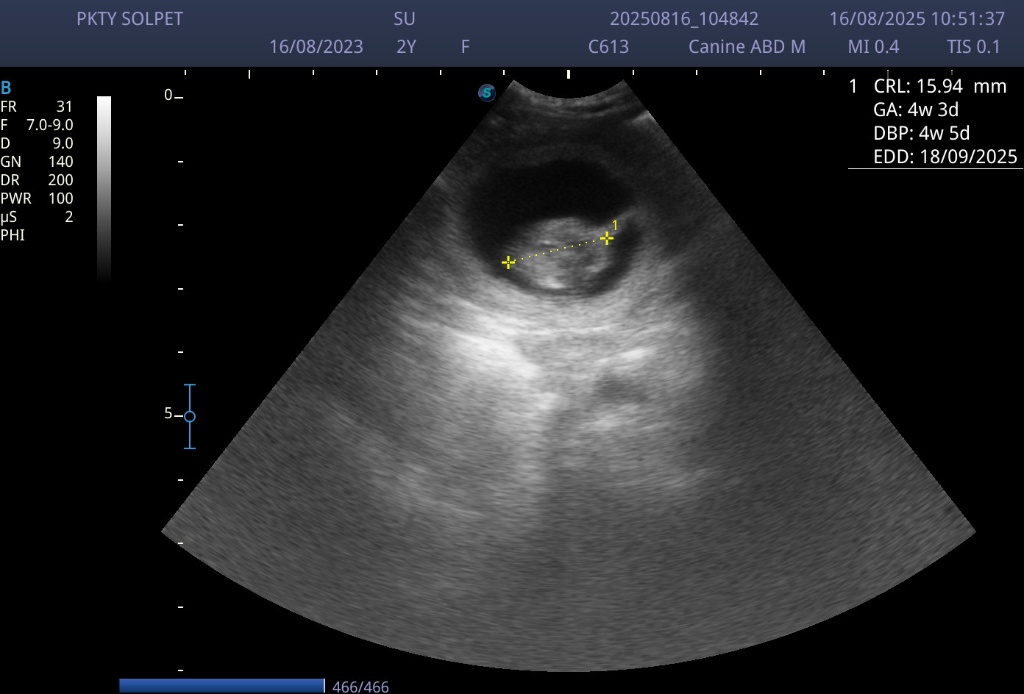 PKTY SOLPET SU 20250816_104842 16/08/2025 10:51:37
16/08/2023 2Y F C613 Canine ABD M MI 0.4 TIS 0.1
B
FR 31
F 7.0-9.0
D 9.0
GN 140
DR 200
PWR 100
µS 2
PHI
0
5
S
1
1 CRL: 15.94 mm
GA: 4w 3d
DBP: 4w 5d
EDD: 18/09/2025
466/466